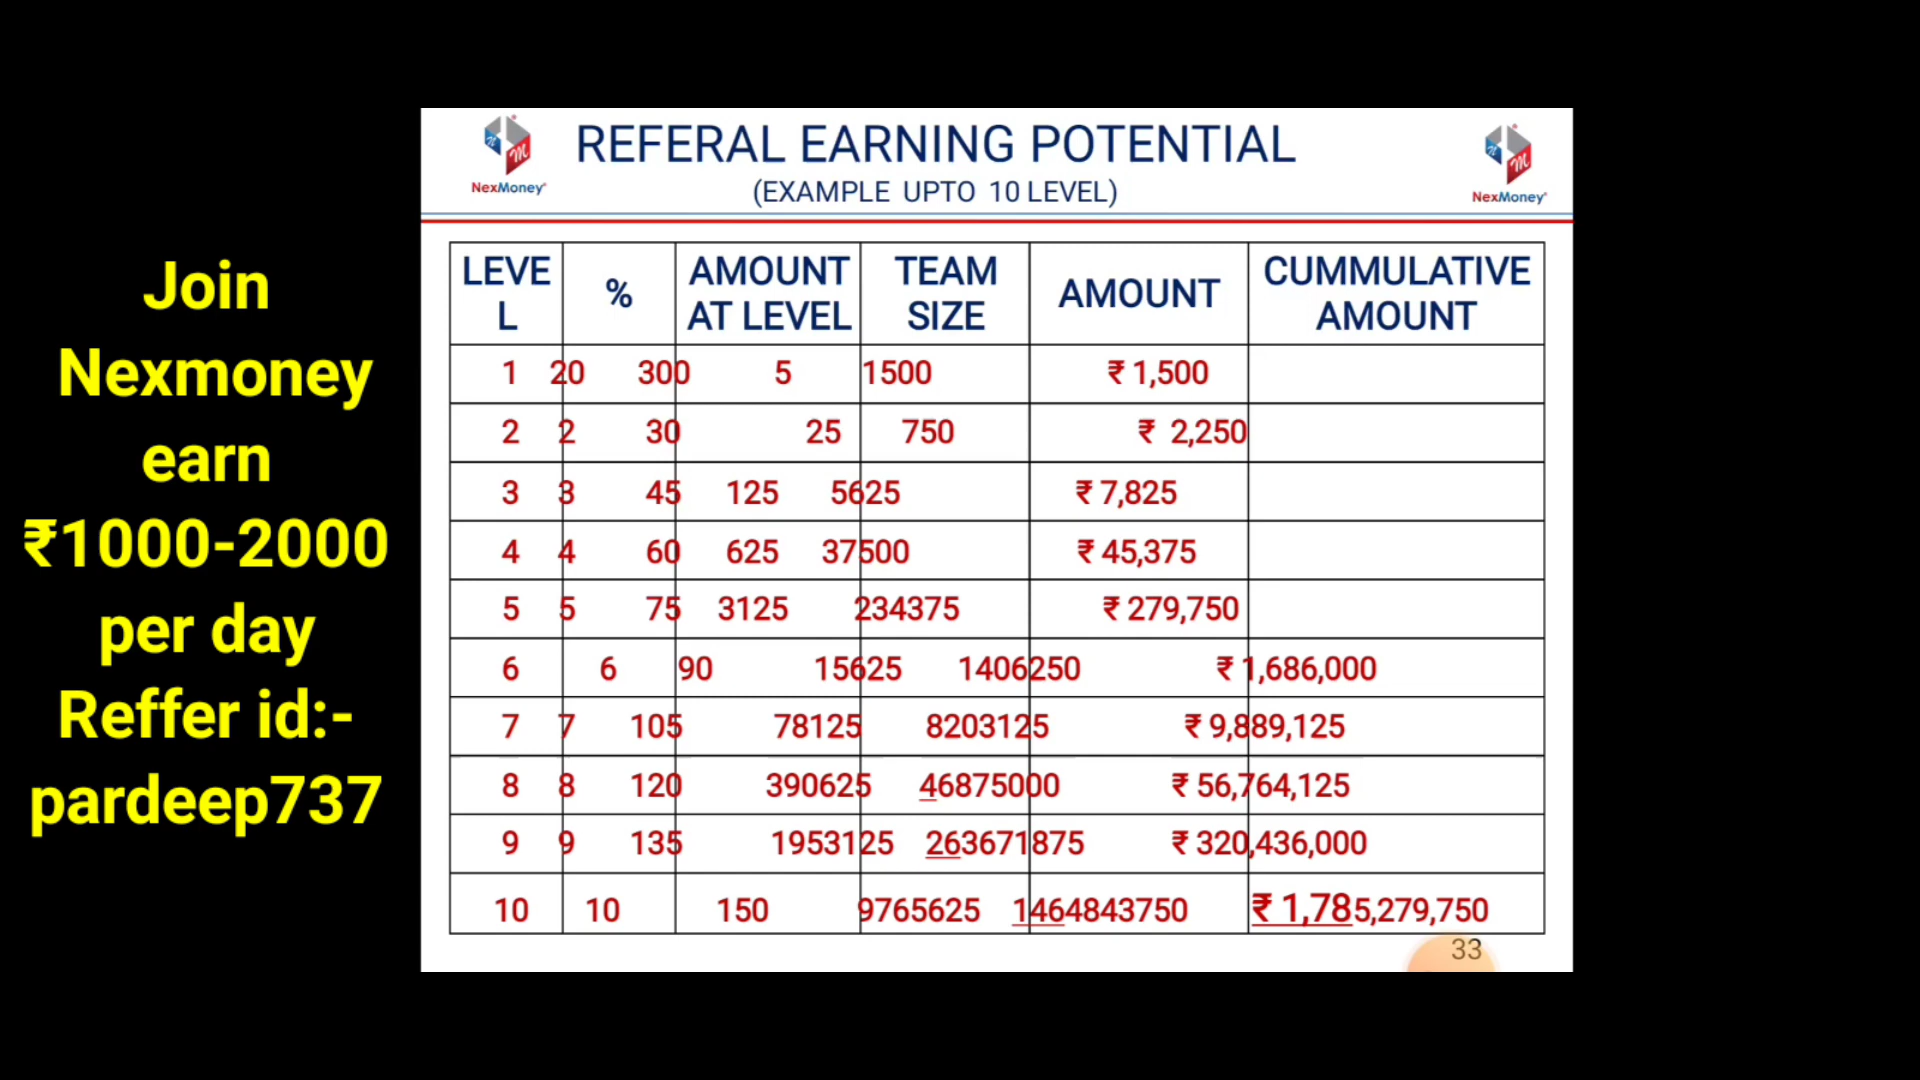 Join
Nexmoney
earn
₹1000-2000
per day
Reffer id:-
pardeep737
NexMoney®
REFERAL EARNING POTENTIAL
(EXAMPLE UPTO 10 LEVEL)
NexMoney®
LEVE
L
%
AMOUNT
AT LEVEL
TEAM
SIZE
AMOUNT
CUMMULATIVE
AMOUNT
1 20 300 5 1500 ₹ 1,500
2 2 30 25 750 ₹ 2,250
3 3 45 125 5625 ₹ 7,825
4 4 60 625 37500 ₹ 45,375
5 5 75 3125 234375 ₹ 279,750
6 6 90 15625 1406250 ₹ 1,686,000
7 7 105 78125 8203125 ₹ 9,889,125
8 8 120 390625 46875000 ₹ 56,764,125
9 9 135 1953125 263671875 ₹ 320,436,000
10 10 150 9765625 1464843750 ₹ 1,785,279,750
33